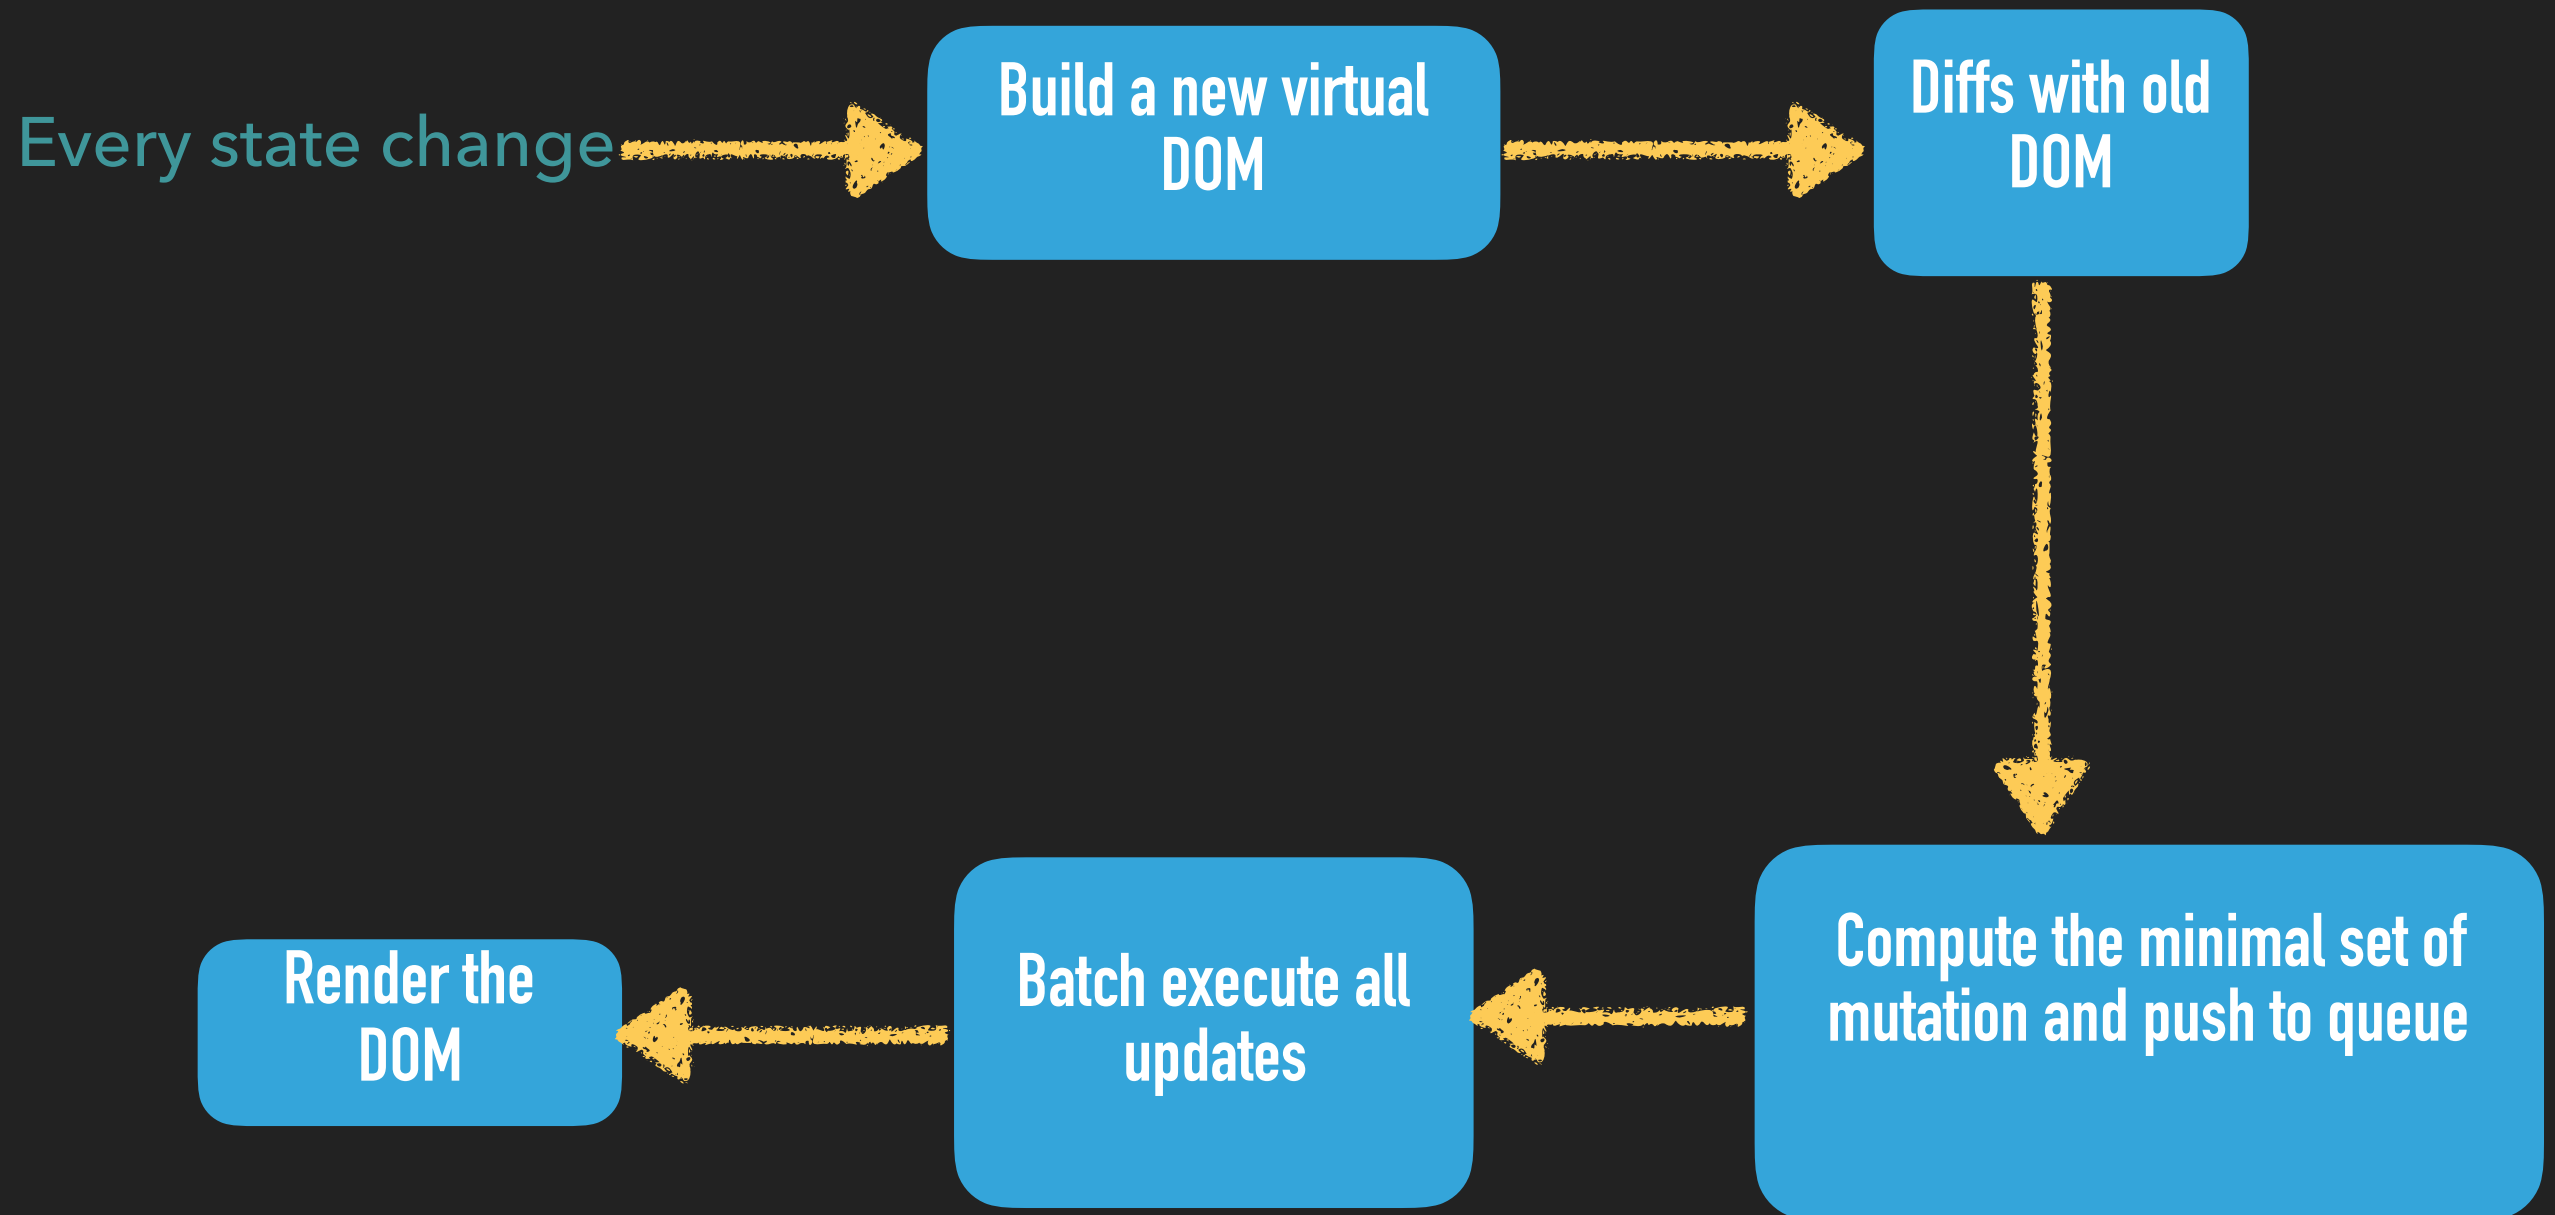 Every state change
Build a new virtual
DOM
Diffs with old
DOM
Compute the minimal set of
mutation and push to queue
Batch execute all
updates
Render the
DOM